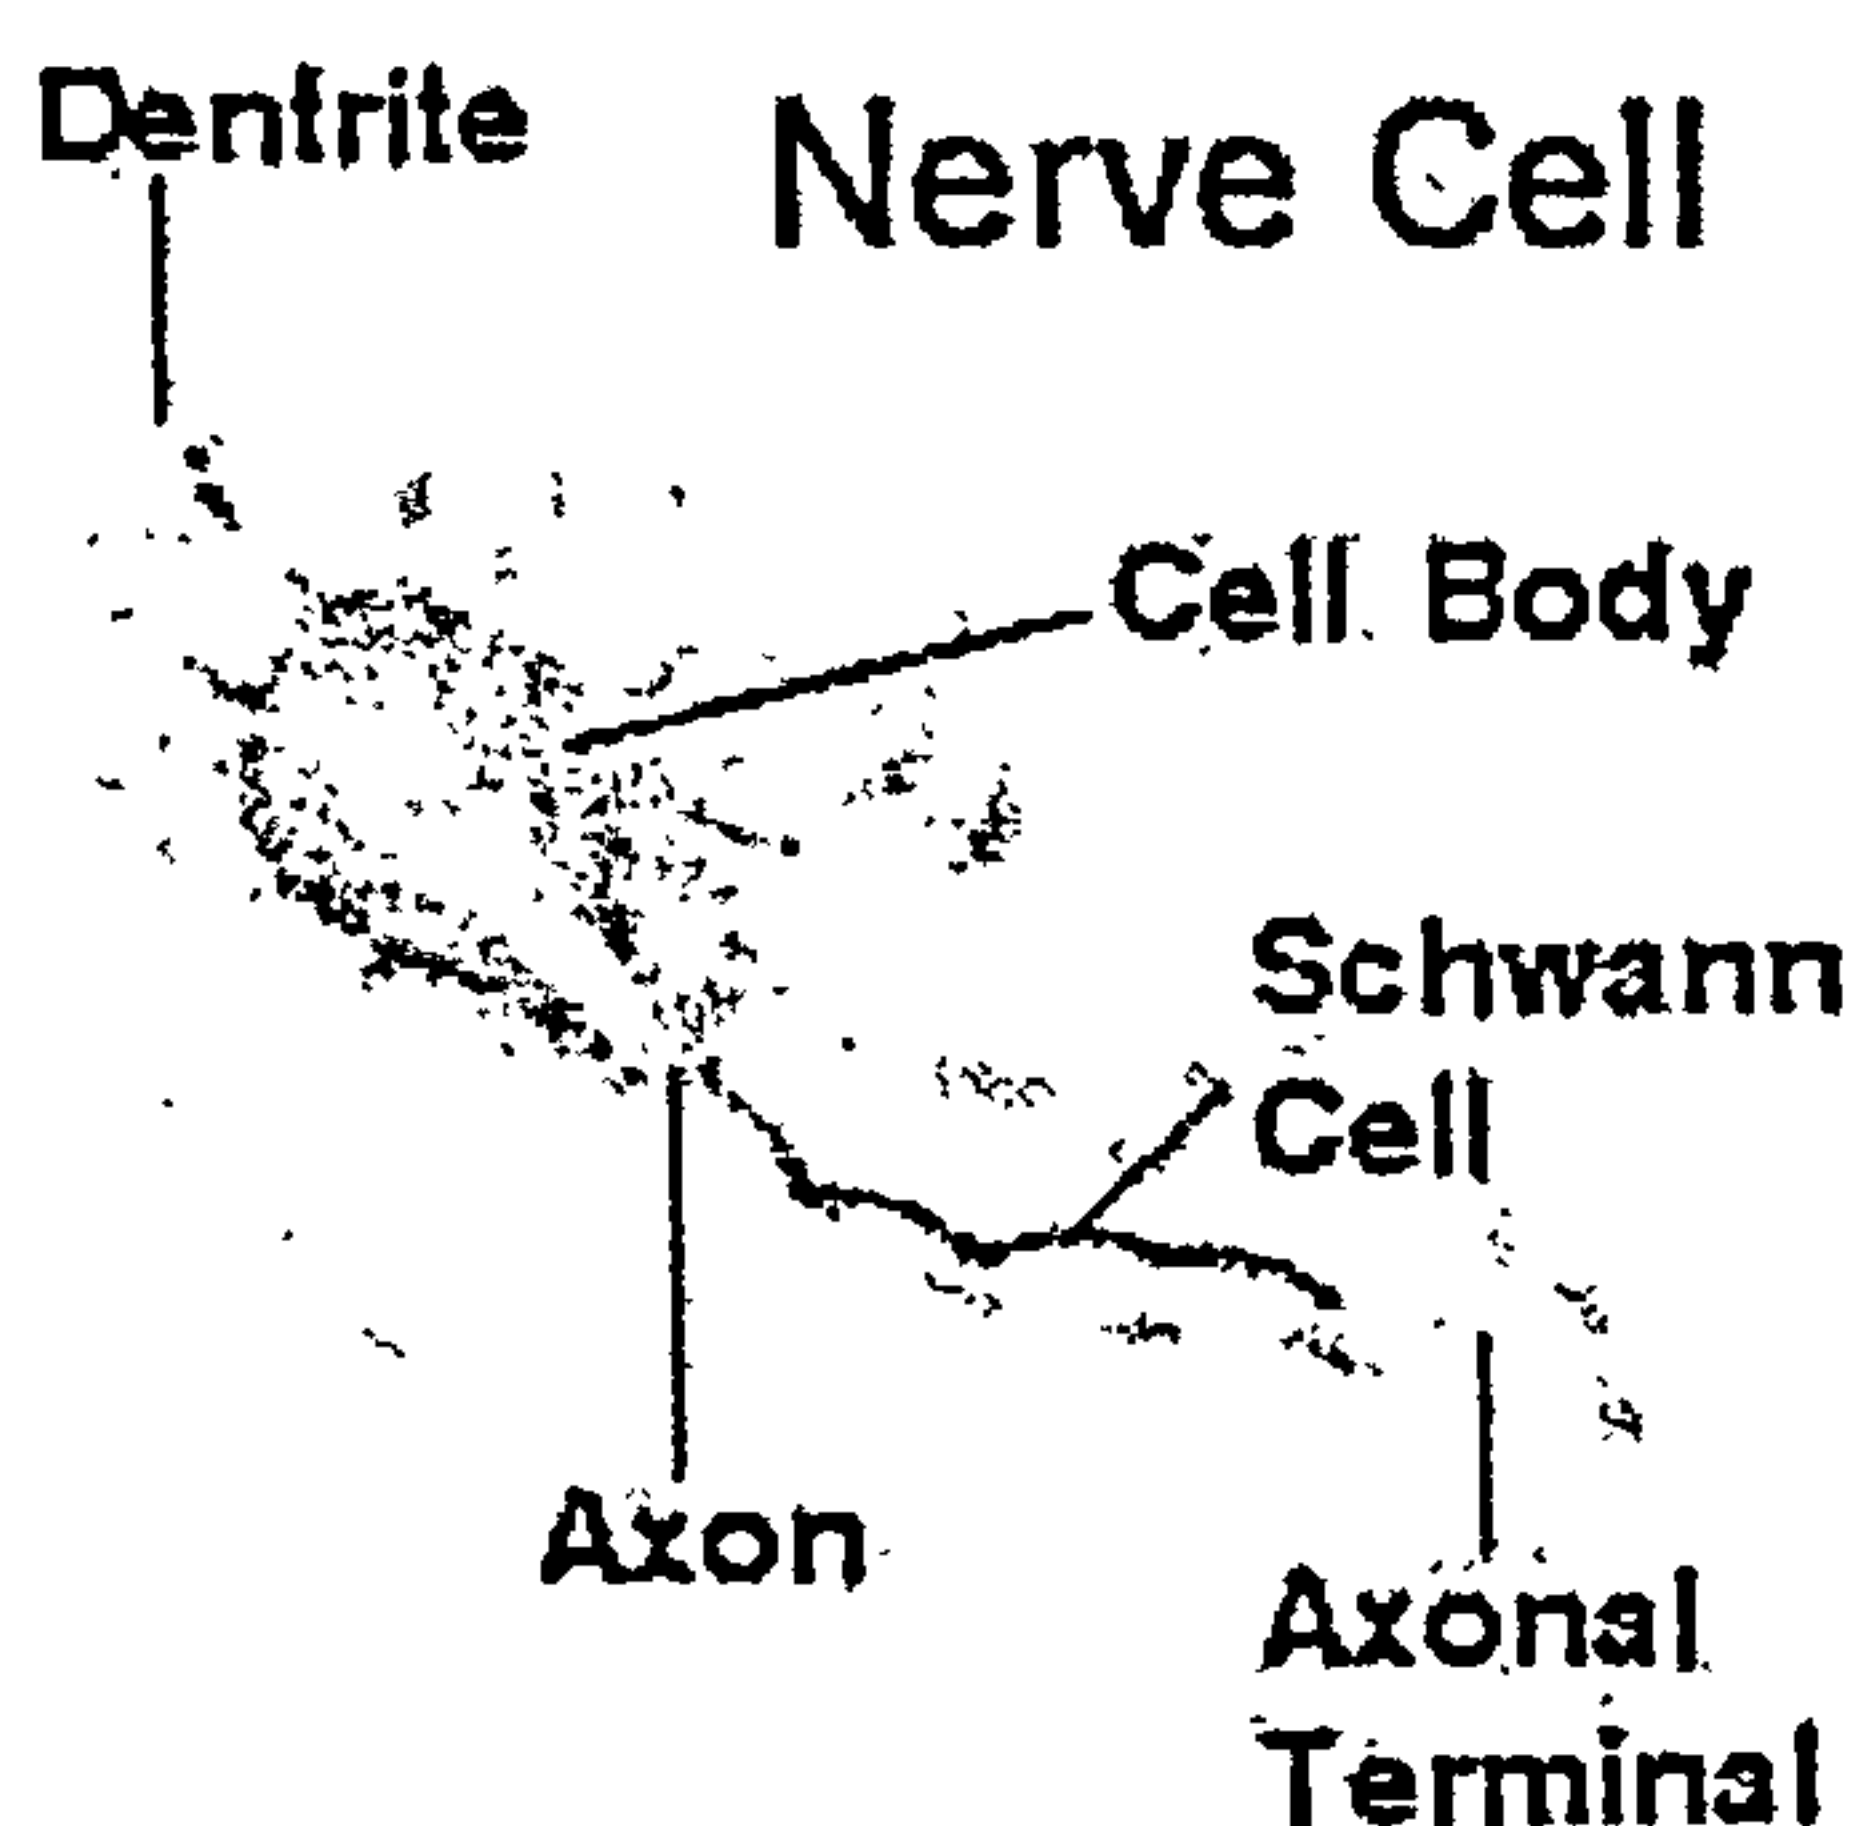 Dentrite
Nerve Cell
Cell Body
Schwann
Cell
Axon
Axonal
Terminal